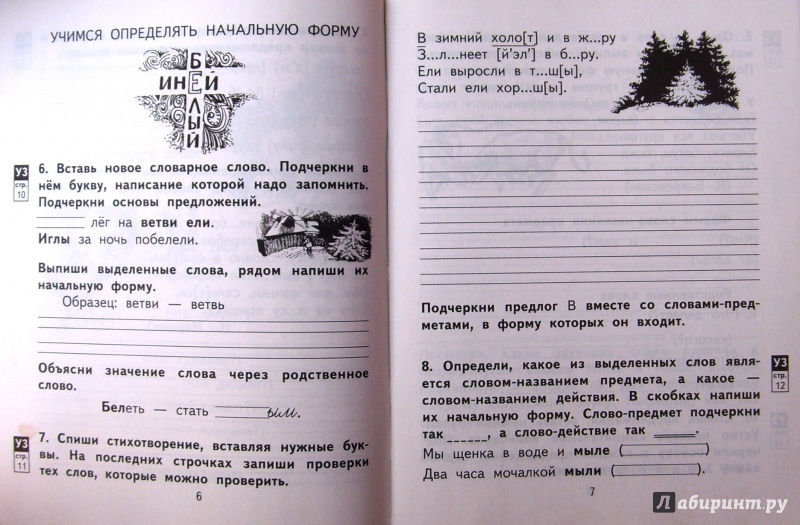 УЧИМСЯ ОПРЕДЕЛЯТЬ НАЧАЛЬНУЮ ФОРМУ
ИНЕЙ
БЕЛЫЙ
УЗ
стр.
10
6. Вставь новое словарное слово. Подчеркни в
нём букву, написание которой надо запомнить.
Подчеркни основы предложений.
______ лёг на ветви ели.
Иглы за ночь побелели.
Выпиши выделенные слова, рядом напиши их
начальную форму.
Образец: ветви — ветвь
Объясни значение слова через родственное
слово.
Белеть — стать ______ым.
УЗ
стр.
11
7. Спиши стихотворение, вставляя нужные бук-
вы. На последних строчках запиши проверки
тех слов, которые можно проверить.
6
В зимний холо[т] и в ж...ру
З...л...неет [й'эл'] в б...ру.
Ели выросли в т...ш[ы],
Стали ели хор...ш[ы].
Подчеркни предлог В вместе со словами-пред-
метами, в форму которых он входит.
8. Определи, какое из выделенных слов явля-
ется словом-названием предмета, а какое —
словом-названием действия. В скобках напиши
их начальную форму. Слово-предмет подчеркни
так ______, а слово-действие так ______.
Мы щенка в воде и мыле (__________)
Два часа мочалкой мыли (__________).
УЗ
стр.
12
7
Лабиринт.ру